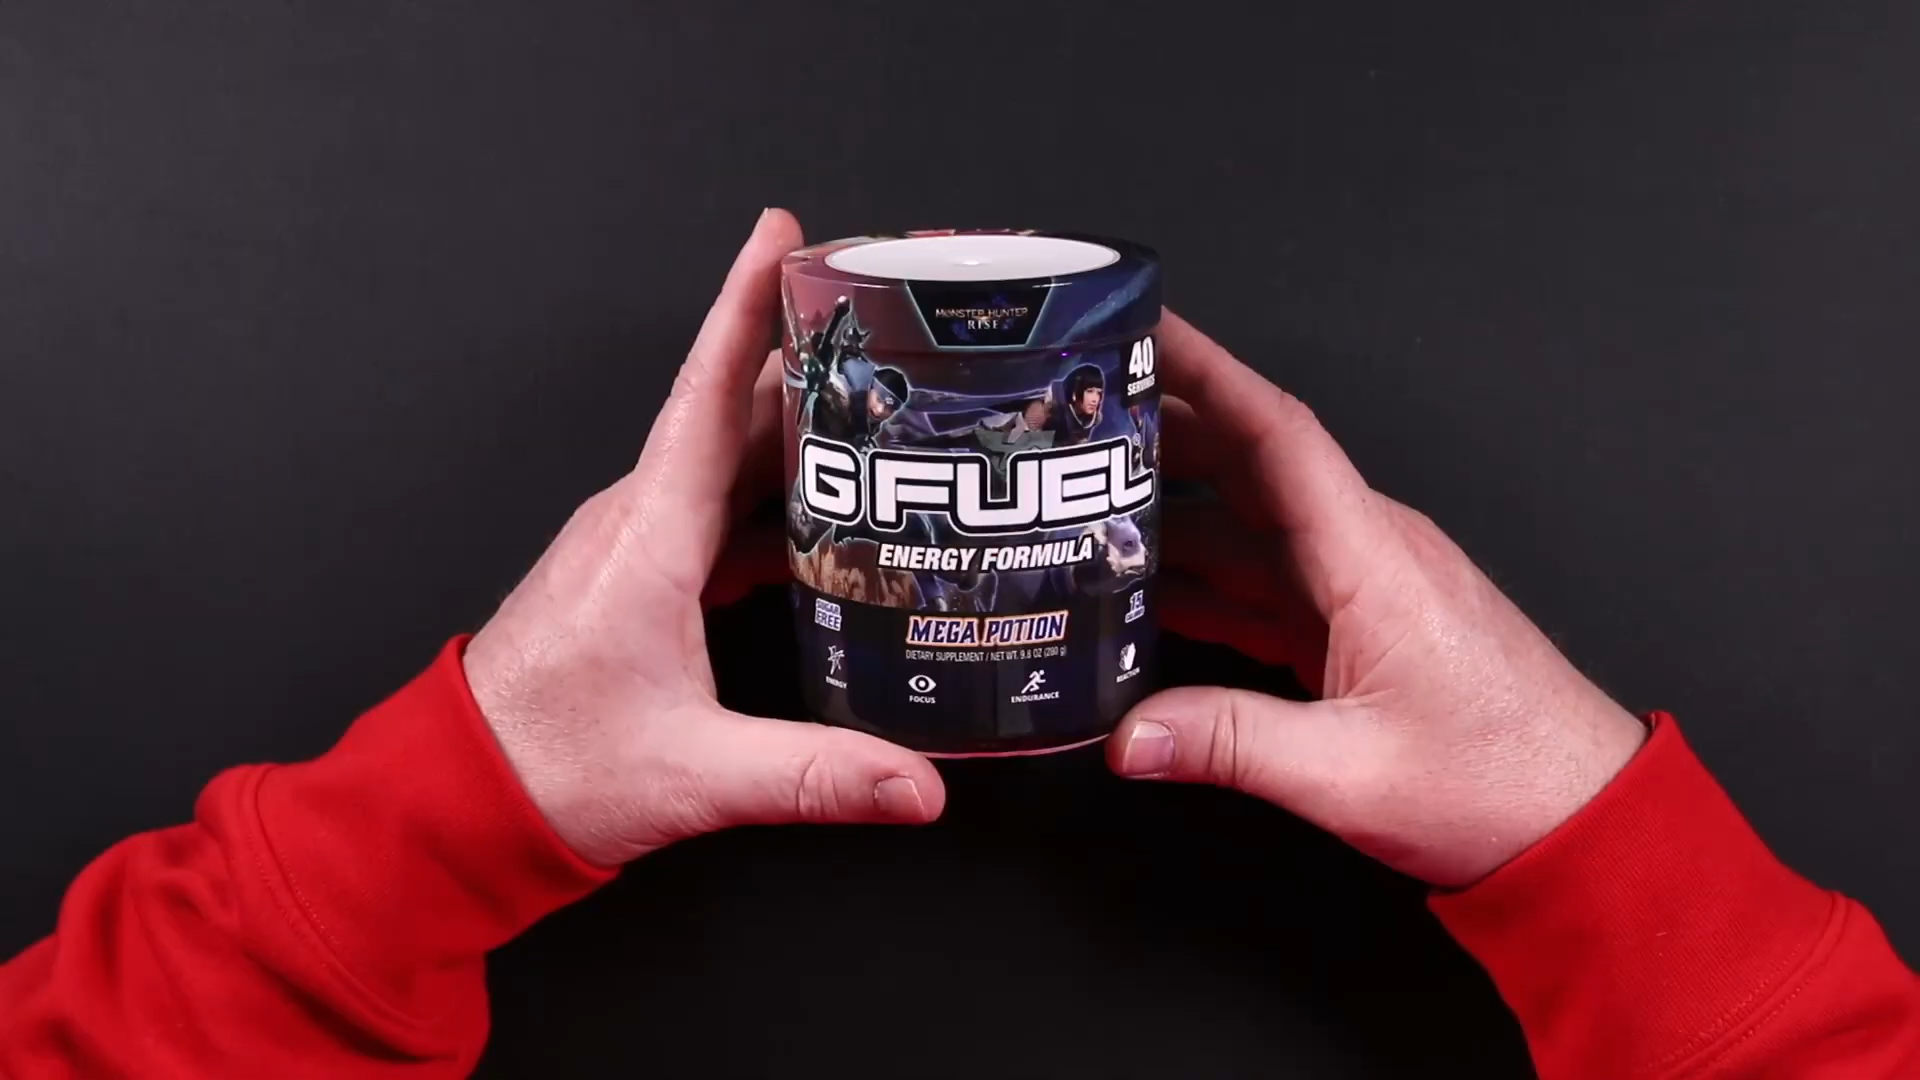 MONSTER HUNTER
RISE
40
SERVINGS
G FUEL®
ENERGY FORMULA
SUGAR
FREE
15
MEGA POTION
DIETARY SUPPLEMENT / NET WT. 9.8 OZ (280 g)
ENERGY
FOCUS
ENDURANCE
REACTION